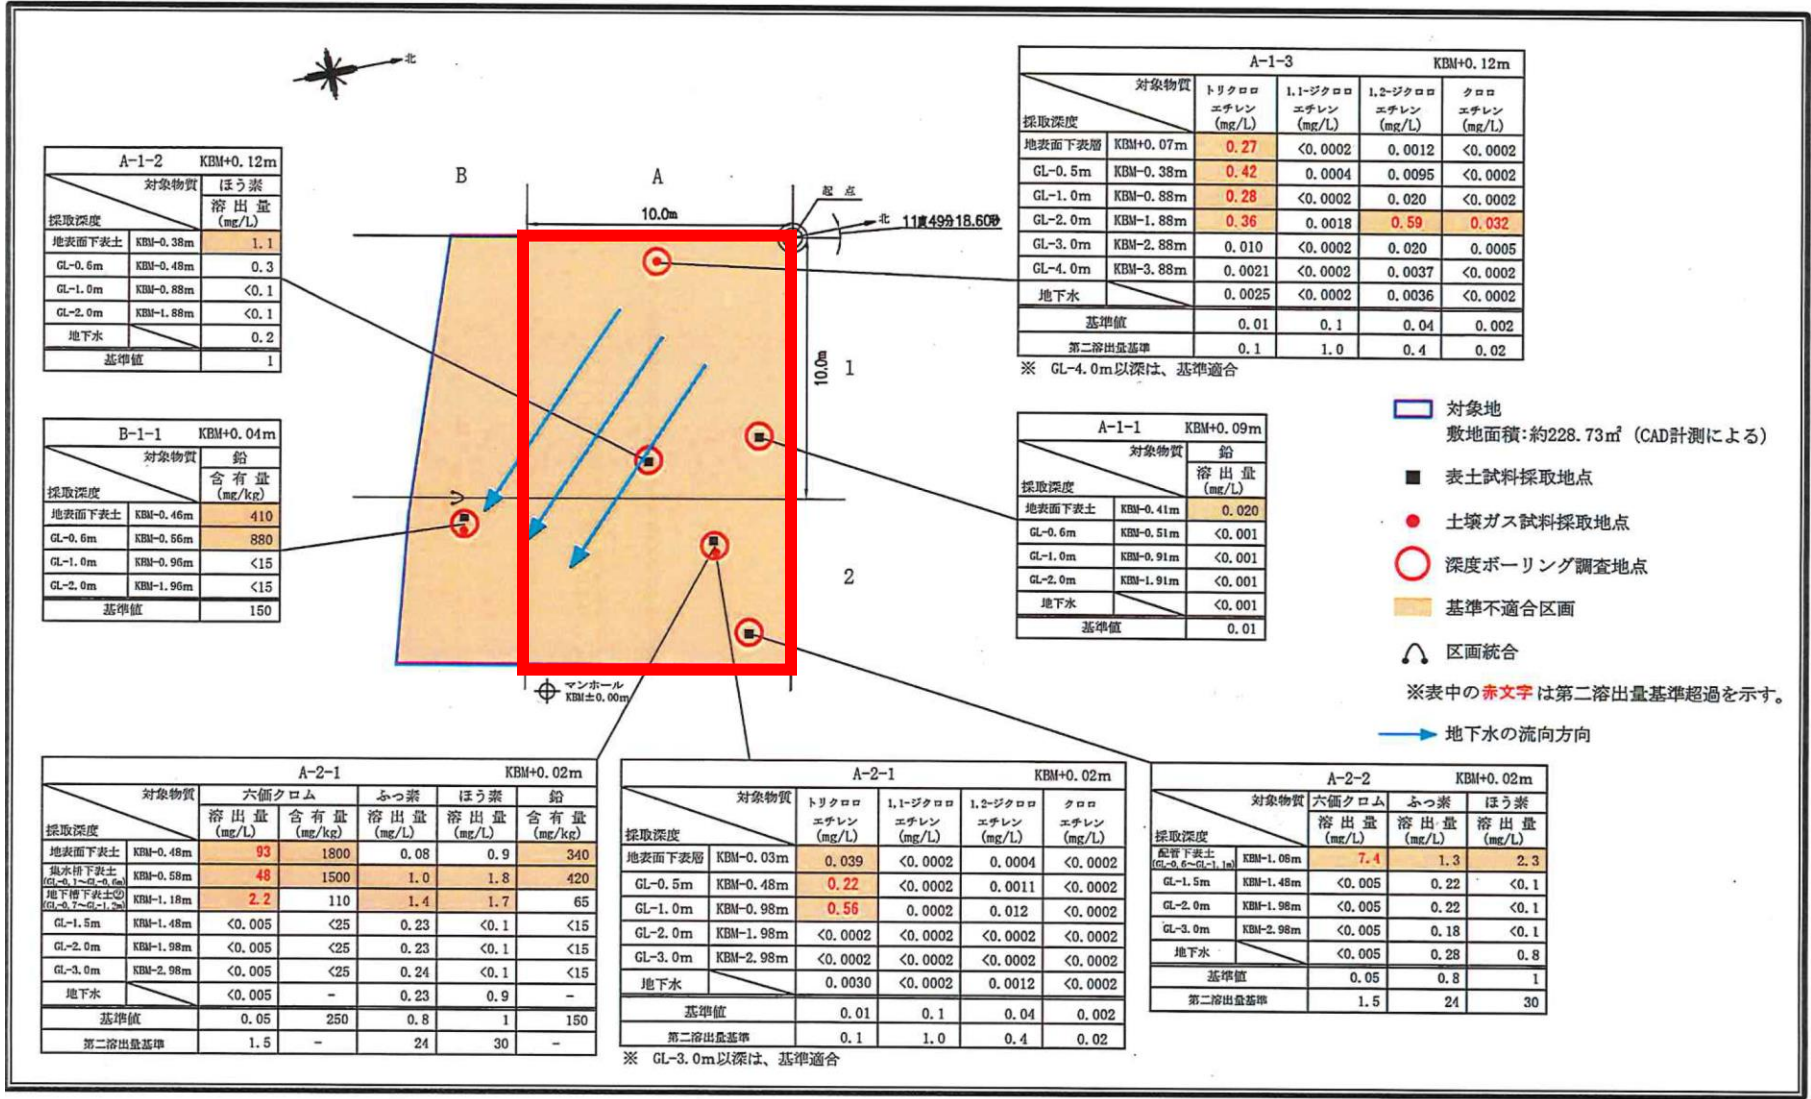 北
A-1-2 KBM+0.12m
対象物質 ほう素
溶出量
(mg/L)
採取深度
地表面下表土 KBM-0.38m 1.1
GL-0.6m KBM-0.48m 0.3
GL-1.0m KBM-0.88m <0.1
GL-2.0m KBM-1.88m <0.1
地下水 0.2
基準値 1
B-1-1 KBM+0.04m
対象物質 鉛
含有量
(mg/kg)
採取深度
地表面下表土 KBM-0.46m 410
GL-0.6m KBM-0.56m 880
GL-1.0m KBM-0.96m <15
GL-2.0m KBM-1.96m <15
基準値 150
B A
10.0m
起点
北 11度49分18.60秒
10.0m
1
2
マンホール
KBM±0.00m
A-1-3 KBM+0.12m
対象物質 トリクロロエチレン(mg/L) 1,1-ジクロロエチレン(mg/L) 1,2-ジクロロエチレン(mg/L) クロロエチレン(mg/L)
採取深度
地表面下表層 KBM+0.07m 0.27 <0.0002 0.0012 <0.0002
GL-0.5m KBM-0.38m 0.42 0.0004 0.0095 <0.0002
GL-1.0m KBM-0.88m 0.28 <0.0002 0.020 <0.0002
GL-2.0m KBM-1.88m 0.36 0.0018 0.59 0.032
GL-3.0m KBM-2.88m 0.010 <0.0002 0.020 0.0005
GL-4.0m KBM-3.88m 0.0021 <0.0002 0.0037 <0.0002
地下水 0.0025 <0.0002 0.0036 <0.0002
基準値 0.01 0.1 0.04 0.002
第二溶出量基準 0.1 1.0 0.4 0.02
※ GL-4.0m以深は、基準適合
A-1-1 KBM+0.09m
対象物質 鉛
溶出量
(mg/L)
採取深度
地表面下表土 KBM-0.41m 0.020
GL-0.6m KBM-0.51m <0.001
GL-1.0m KBM-0.91m <0.001
GL-2.0m KBM-1.91m <0.001
地下水 <0.001
基準値 0.01
対象地
敷地面積:約228.73㎡ (CAD計測による)
表土試料採取地点
土壌ガス試料採取地点
深度ボーリング調査地点
基準不適合区画
区画統合
※表中の赤文字は第二溶出量基準超過を示す。
地下水の流向方向
A-2-1 KBM+0.02m
対象物質 六価クロム ふっ素 ほう素 鉛
溶出量(mg/L) 含有量(mg/kg) 溶出量(mg/L) 溶出量(mg/L) 含有量(mg/kg)
採取深度
地表面下表土 KBM-0.48m 93 1800 0.08 0.9 340
集水桝下表土(GL-0.1~GL-0.6m) KBM-0.58m 48 1500 1.0 1.8 420
地下槽下表土②(GL-0.7~GL-1.2m) KBM-1.18m 2.2 110 1.4 1.7 65
GL-1.5m KBM-1.48m <0.005 <25 0.23 <0.1 <15
GL-2.0m KBM-1.98m <0.005 <25 0.23 <0.1 <15
GL-3.0m KBM-2.98m <0.005 <25 0.24 <0.1 <15
地下水 <0.005 - 0.23 0.9 -
基準値 0.05 250 0.8 1 150
第二溶出量基準 1.5 - 24 30 -
A-2-1 KBM+0.02m
対象物質 トリクロロエチレン(mg/L) 1,1-ジクロロエチレン(mg/L) 1,2-ジクロロエチレン(mg/L) クロロエチレン(mg/L)
採取深度
地表面下表層 KBM-0.03m 0.039 <0.0002 0.0004 <0.0002
GL-0.5m KBM-0.48m 0.22 <0.0002 0.0011 <0.0002
GL-1.0m KBM-0.98m 0.56 0.0002 0.012 <0.0002
GL-2.0m KBM-1.98m <0.0002 <0.0002 <0.0002 <0.0002
GL-3.0m KBM-2.98m <0.0002 <0.0002 <0.0002 <0.0002
地下水 0.0030 <0.0002 0.0012 <0.0002
基準値 0.01 0.1 0.04 0.002
第二溶出量基準 0.1 1.0 0.4 0.02
※ GL-3.0m以深は、基準適合
A-2-2 KBM+0.02m
対象物質 六価クロム ふっ素 ほう素
溶出量(mg/L) 溶出量(mg/L) 溶出量(mg/L)
採取深度
配管下表土(GL-0.6~GL-1.1m) KBM-1.08m 7.4 1.3 2.3
GL-1.5m KBM-1.48m <0.005 0.22 <0.1
GL-2.0m KBM-1.98m <0.005 0.22 <0.1
GL-3.0m KBM-2.98m <0.005 0.18 <0.1
地下水 <0.005 0.28 0.8
基準値 0.05 0.8 1
第二溶出量基準 1.5 24 30